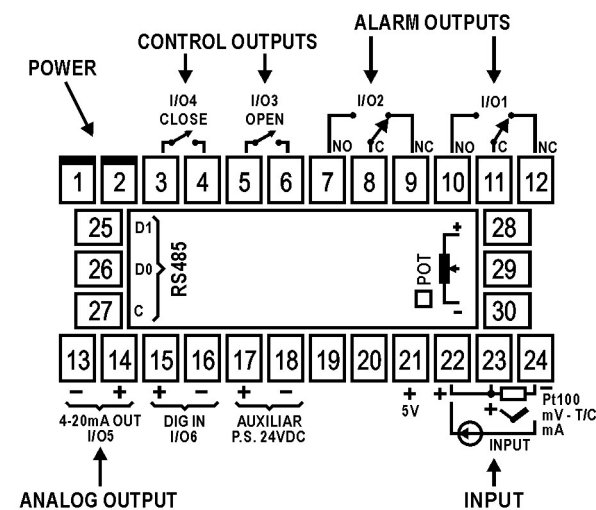 ALARM OUTPUTS
CONTROL OUTPUTS
POWER
I/O4 I/O3 I/O2 I/O1
CLOSE OPEN
NO C NC NO C NC
1 2 3 4 5 6 7 8 9 10 11 12
25 D1 28
26 D0 RS485 POT 29
27 C 30
+
−
13 14 15 16 17 18 19 20 21 22 23 24
− + + − + − + + −
4-20mA OUT DIG IN AUXILIAR 5V + Pt100
I/O5 I/O6 P.S. 24VDC mV - T/C
mA
INPUT
ANALOG OUTPUT INPUT